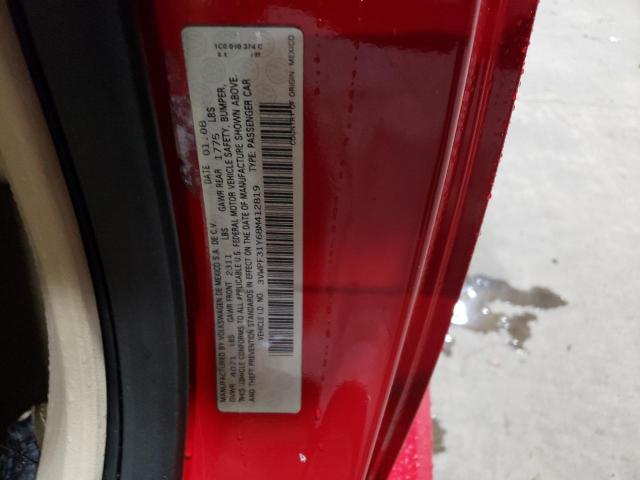 MANUFACTURED BY VOLKSWAGEN DE MEXICO S.A. DE C.V. DATE 01.08
GVWR 4071 LBS GAWR FRONT 2311 LBS GAWR REAR 1775 LBS
THIS VEHICLE CONFORMS TO ALL APPLICABLE U.S. FEDERAL MOTOR VEHICLE SAFETY, BUMPER,
AND THEFT PREVENTION STANDARDS IN EFFECT ON THE DATE OF MANUFACTURE SHOWN ABOVE.
VEHICLE I.D. NO. 3VWPF31Y68M412819 TYPE: PASSENGER CAR
COUNTRY OF ORIGIN MEXICO
1C0 010 374 C